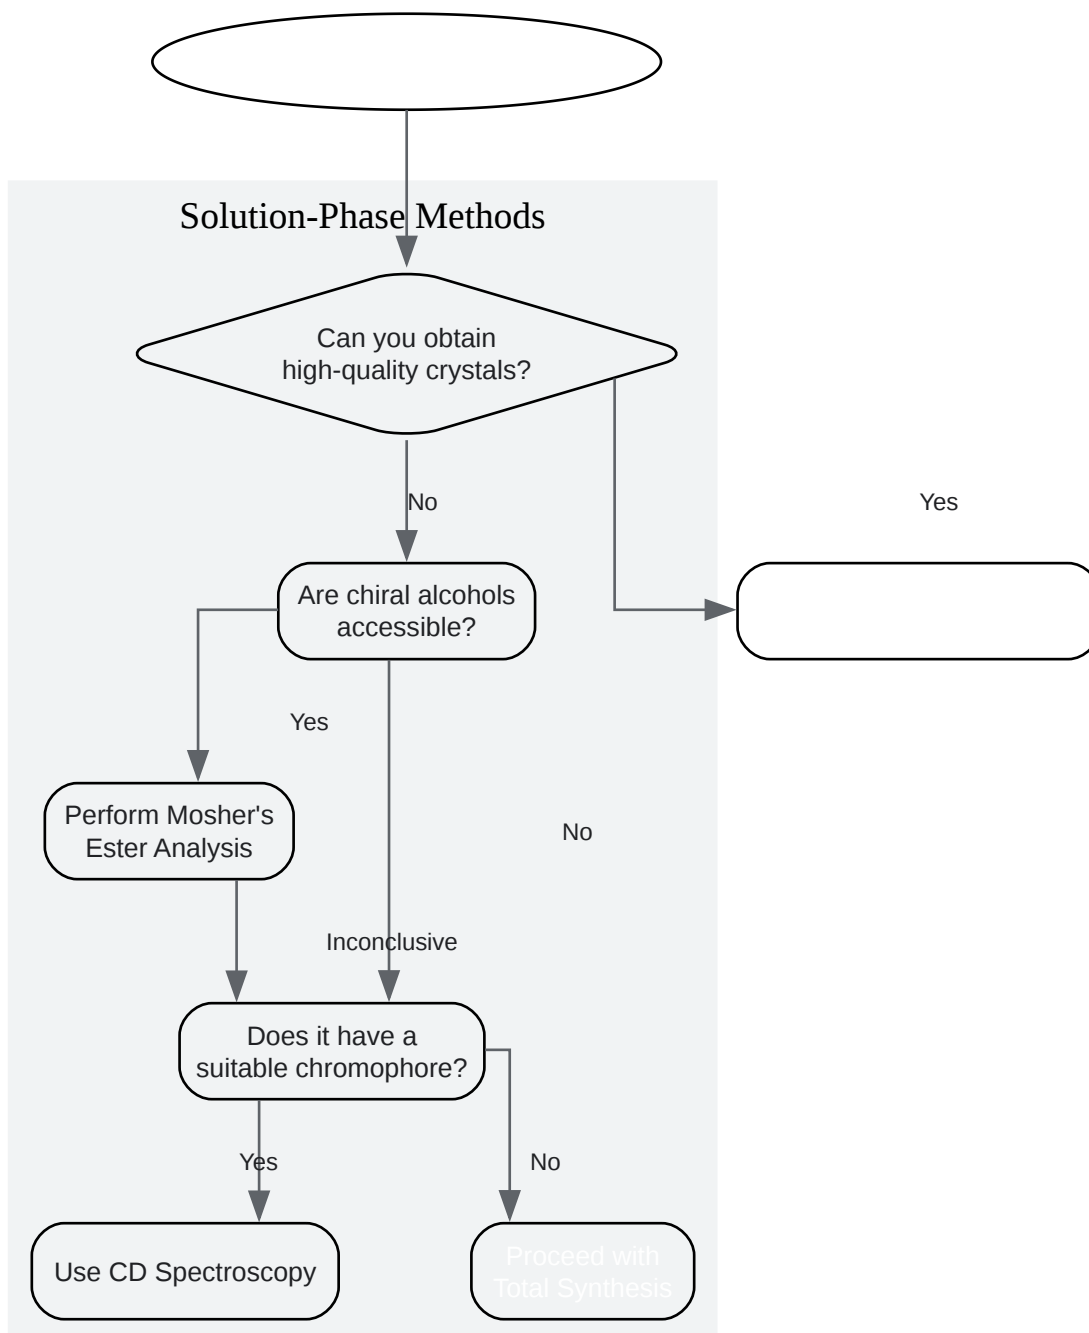 Solution-Phase Methods
Can you obtain
high-quality crystals?
No
Yes
Are chiral alcohols
accessible?
Yes
Perform Mosher's
Ester Analysis
No
Inconclusive
Does it have a
suitable chromophore?
Yes
No
Use CD Spectroscopy
Proceed with
Total Synthesis